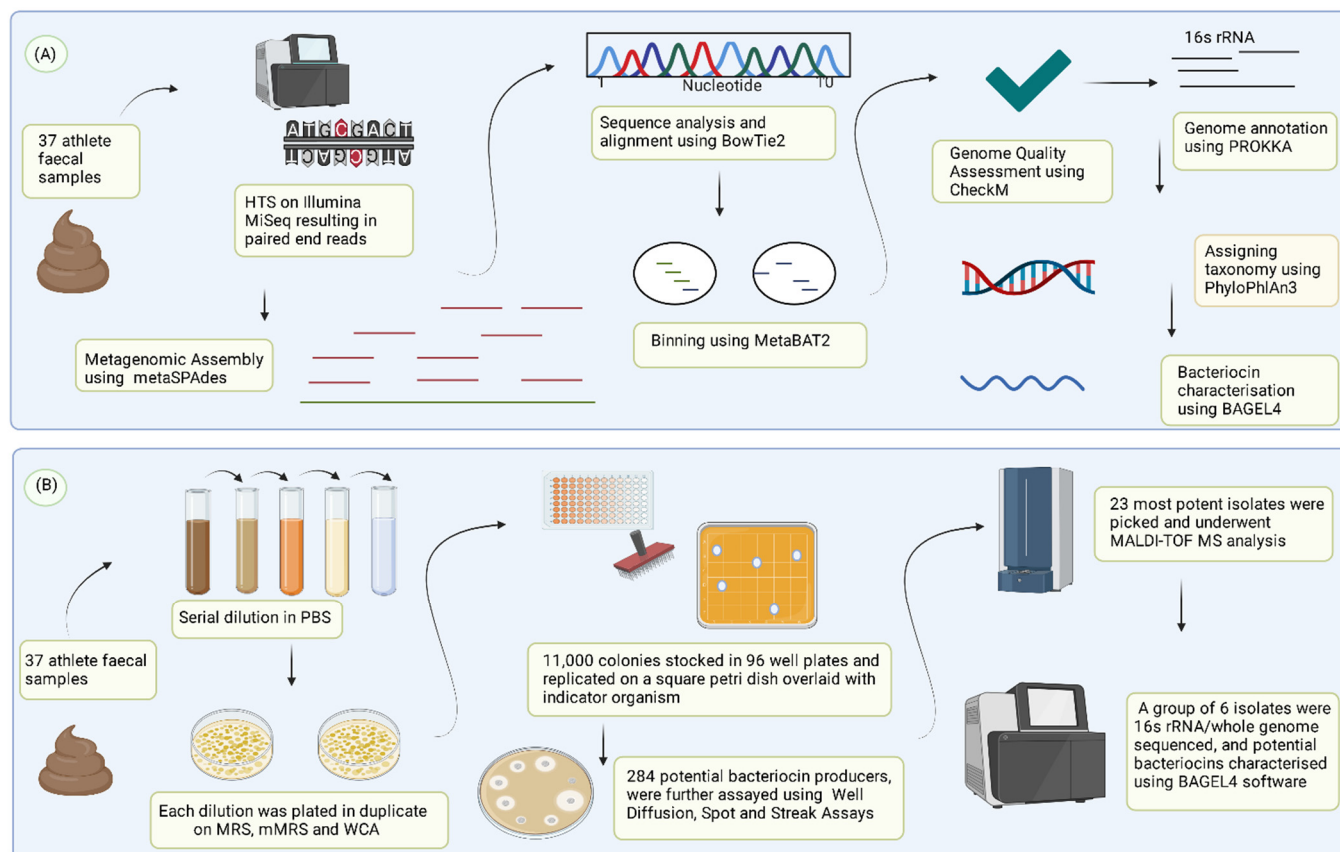 (A)
37 athlete faecal
samples
ATGCGACT
HTS on Illumina
MiSeq resulting in
paired end reads
Metagenomic Assembly
using metaSPAdes
1
10
Nucleotide
Sequence analysis and
alignment using BowTie2
Binning using MetaBAT2
Genome Quality
Assessment using
CheckM
16s rRNA
Genome annotation
using PROKKA
Assigning
taxonomy using
PhyloPhlAn3
Bacteriocin
characterisation
using BAGEL4
(B)
37 athlete faecal
samples
Serial dilution in PBS
Each dilution was plated in duplicate
on MRS, mMRS and WCA
11,000 colonies stocked in 96 well plates and
replicated on a square petri dish overlaid with
indicator organism
284 potential bacteriocin producers,
were further assayed using Well
Diffusion, Spot and Streak Assays
23 most potent isolates were
picked and underwent
MALDI-TOF MS analysis
A group of 6 isolates were
16s rRNA/whole genome
sequenced, and potential
bacteriocins characterised
using BAGEL4 software